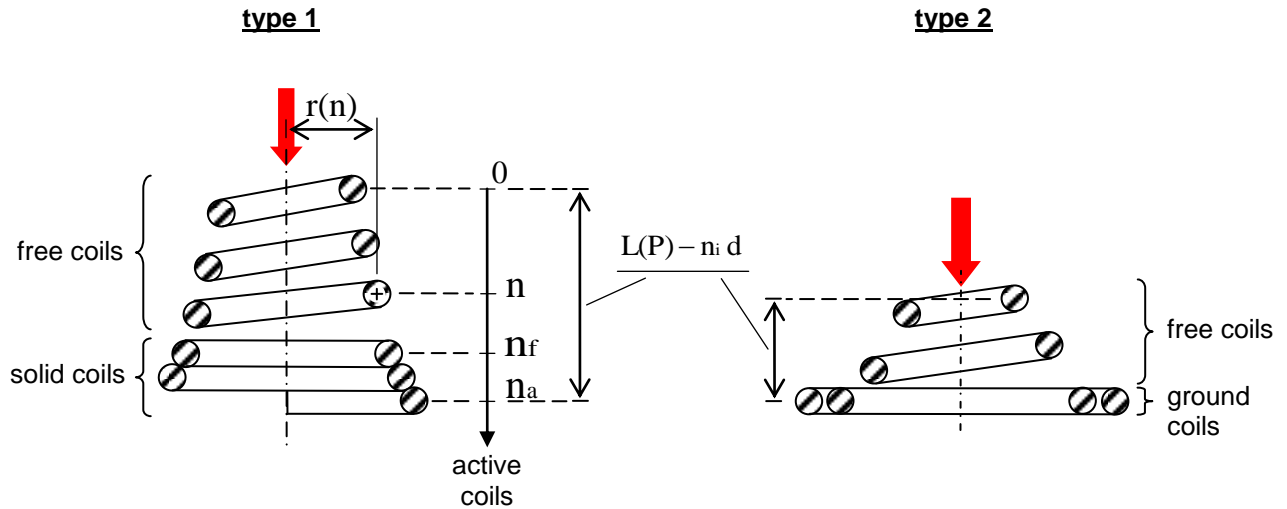 type 1
type 2
r(n)
0
free coils
L(P) – ni d
n
free coils
nf
solid coils
na
ground
coils
active
coils